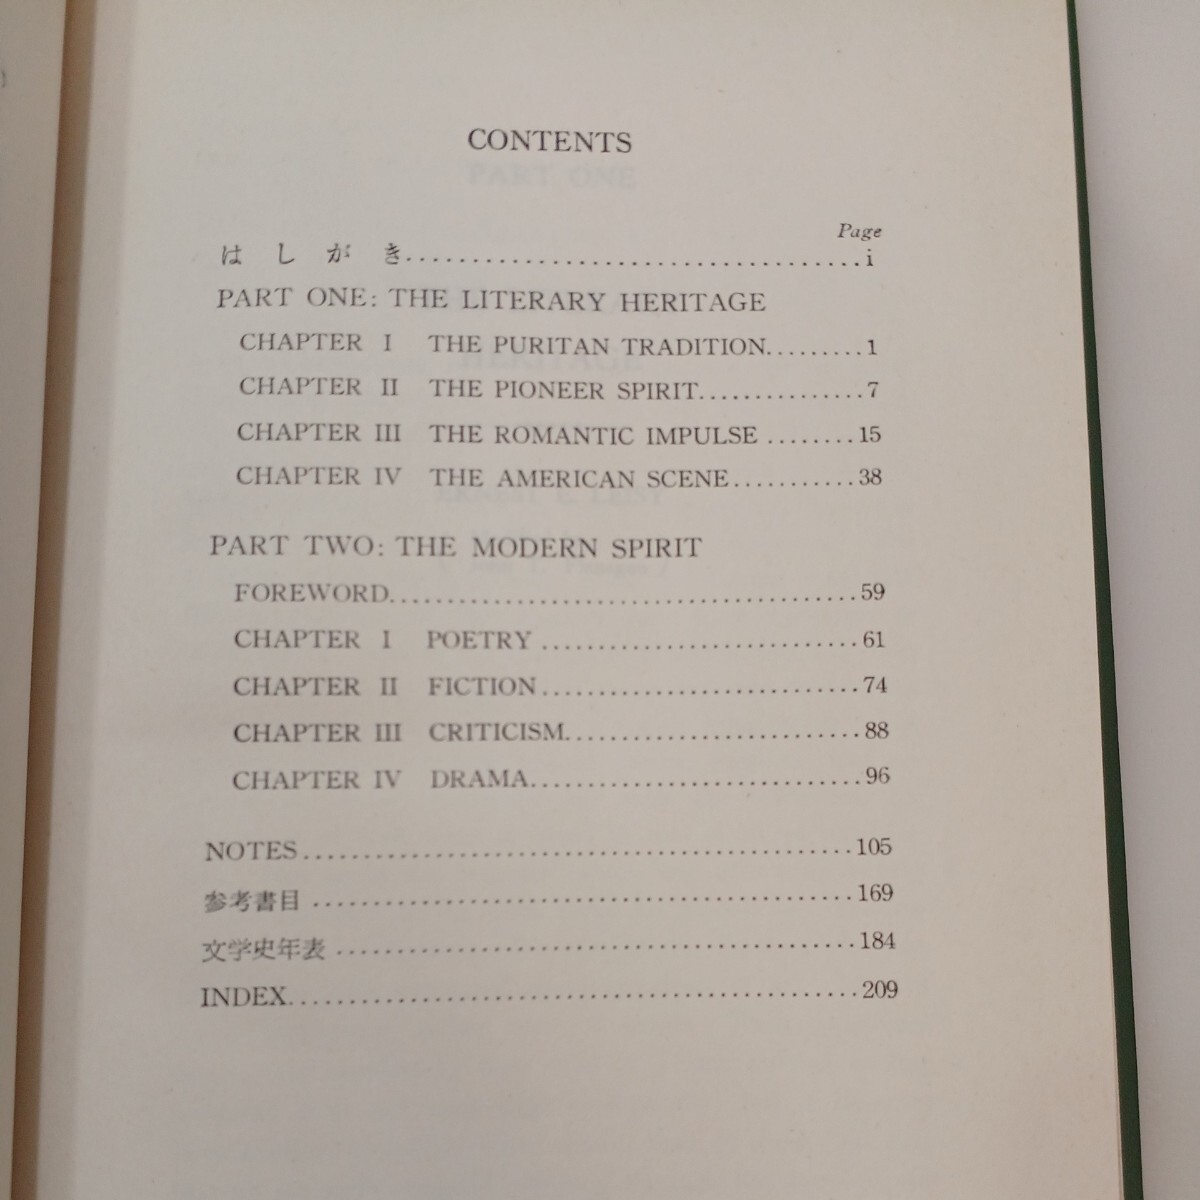 CONTENTS
Page
はしがき....................................i
PART ONE: THE LITERARY HERITAGE
CHAPTER I THE PURITAN TRADITION.........1
CHAPTER II THE PIONEER SPIRIT..............7
CHAPTER III THE ROMANTIC IMPULSE ........15
CHAPTER IV THE AMERICAN SCENE...........38
PART TWO: THE MODERN SPIRIT
FOREWORD......................................59
CHAPTER I POETRY ..........................61
CHAPTER II FICTION..........................74
CHAPTER III CRITICISM........................88
CHAPTER IV DRAMA...........................96
NOTES.............................................105
参考書目 ............................................169
文学史年表 ..........................................184
INDEX..............................................209